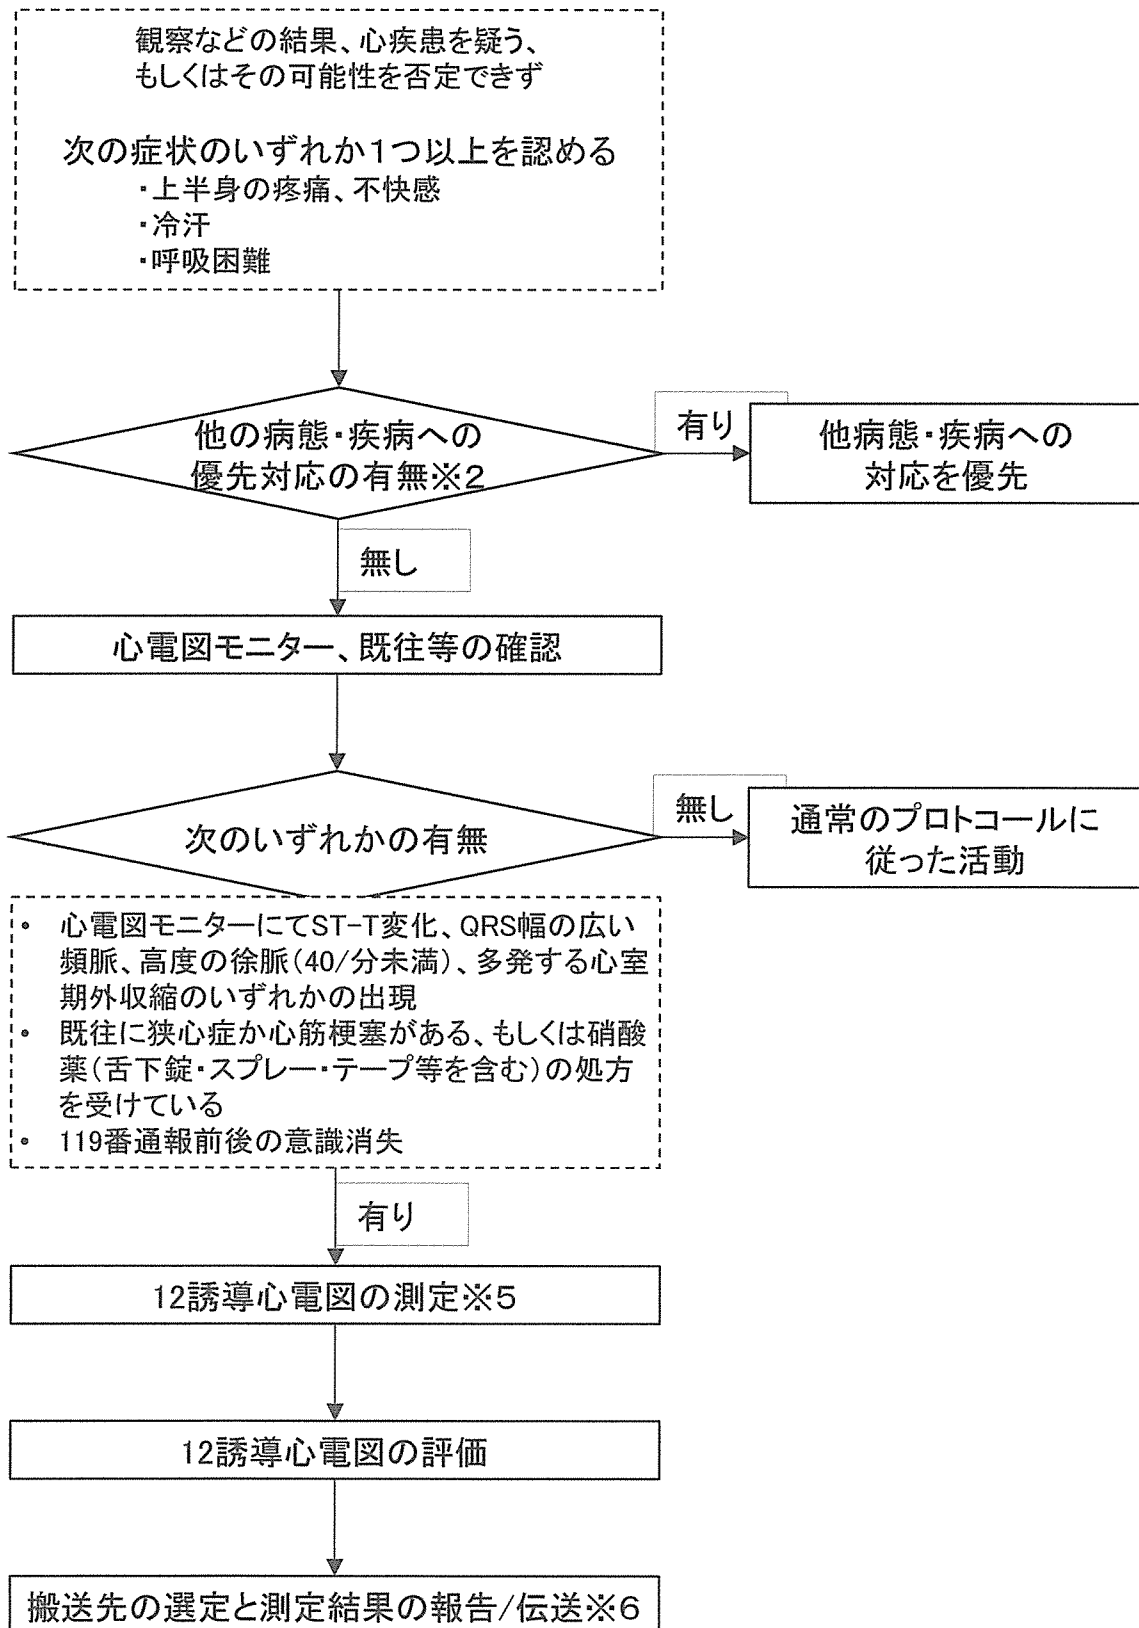 観察などの結果、心疾患を疑う、
もしくはその可能性を否定できず
次の症状のいずれか1つ以上を認める
・上半身の疼痛、不快感
・冷汗
・呼吸困難
他の病態・疾病への
優先対応の有無※2
有り
他病態・疾病への
対応を優先
無し
心電図モニター、既往等の確認
次のいずれかの有無
無し
通常のプロトコールに
従った活動
• 心電図モニターにてST-T変化、QRS幅の広い
頻脈、高度の徐脈(40/分未満)、多発する心室
期外収縮のいずれかの出現
• 既往に狭心症か心筋梗塞がある、もしくは硝酸
薬(舌下錠・スプレー・テープ等を含む)の処方
を受けている
• 119番通報前後の意識消失
有り
12誘導心電図の測定※5
12誘導心電図の評価
搬送先の選定と測定結果の報告/伝送※6